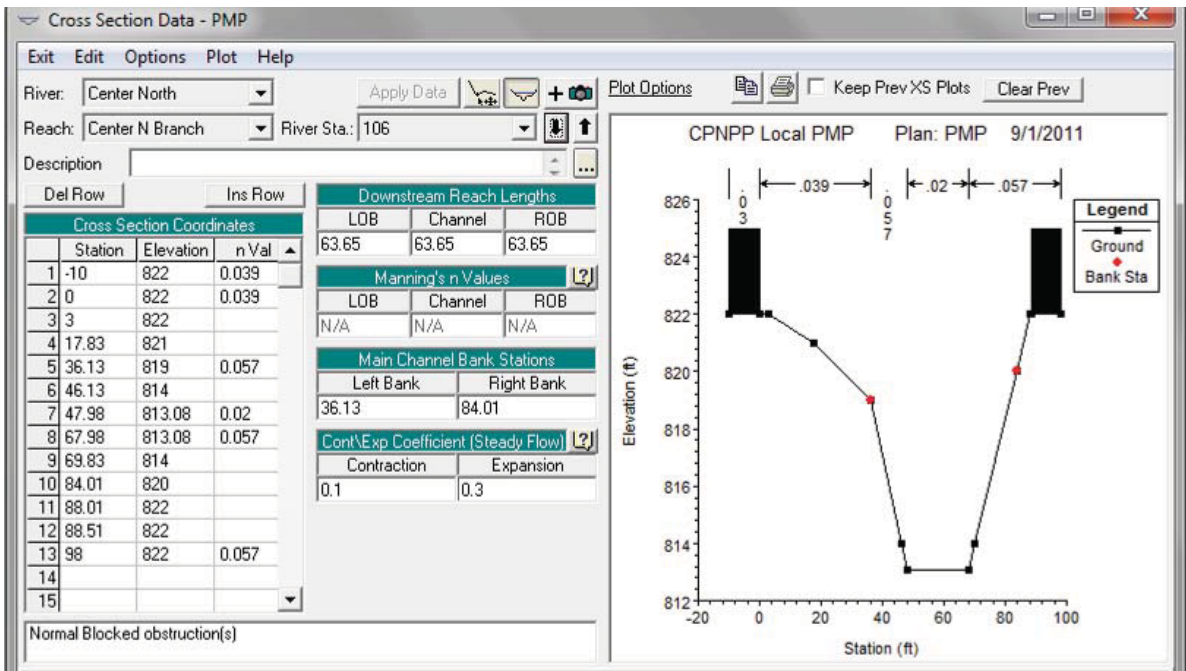 Cross Section Data - PMP
Exit Edit Options Plot Help
River: Center North Apply Data Plot Options Keep Prev XS Plots Clear Prev
Reach: Center N Branch River Sta.: 106
Description ...
Del Row Ins Row
Cross Section Coordinates
Station Elevation n Val
1 -10 822 0.039
2 0 822 0.039
3 3 822
4 17.83 821
5 36.13 819 0.057
6 46.13 814
7 47.98 813.08 0.02
8 67.98 813.08 0.057
9 69.83 814
10 84.01 820
11 88.01 822
12 88.51 822
13 98 822 0.057
14
15
Downstream Reach Lengths
LOB Channel ROB
63.65 63.65 63.65
Manning's n Values ?
LOB Channel ROB
N/A N/A N/A
Main Channel Bank Stations
Left Bank Right Bank
36.13 84.01
Cont\Exp Coefficient (Steady Flow) ?
Contraction Expansion
0.1 0.3
Normal Blocked obstruction(s)
CPNPP Local PMP Plan: PMP 9/1/2011
.03 .039 .057 .02 .057
Legend
Ground
Bank Sta
826
824
822
820
818
816
814
812
Elevation (ft)
-20 0 20 40 60 80 100
Station (ft)